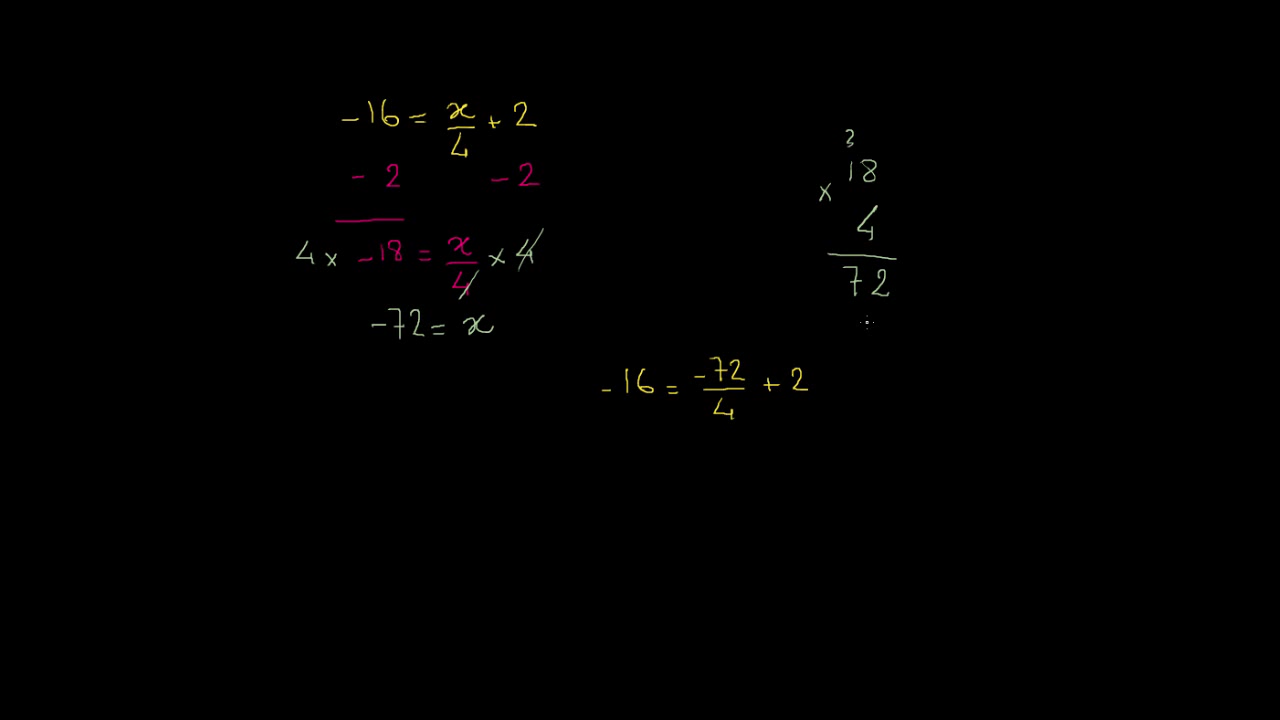 -16 = x/4 + 2
- 2 - 2
4 × -18 = x/4 × 4
-72 = x
3
18
× 4
72
-16 = -72/4 + 2